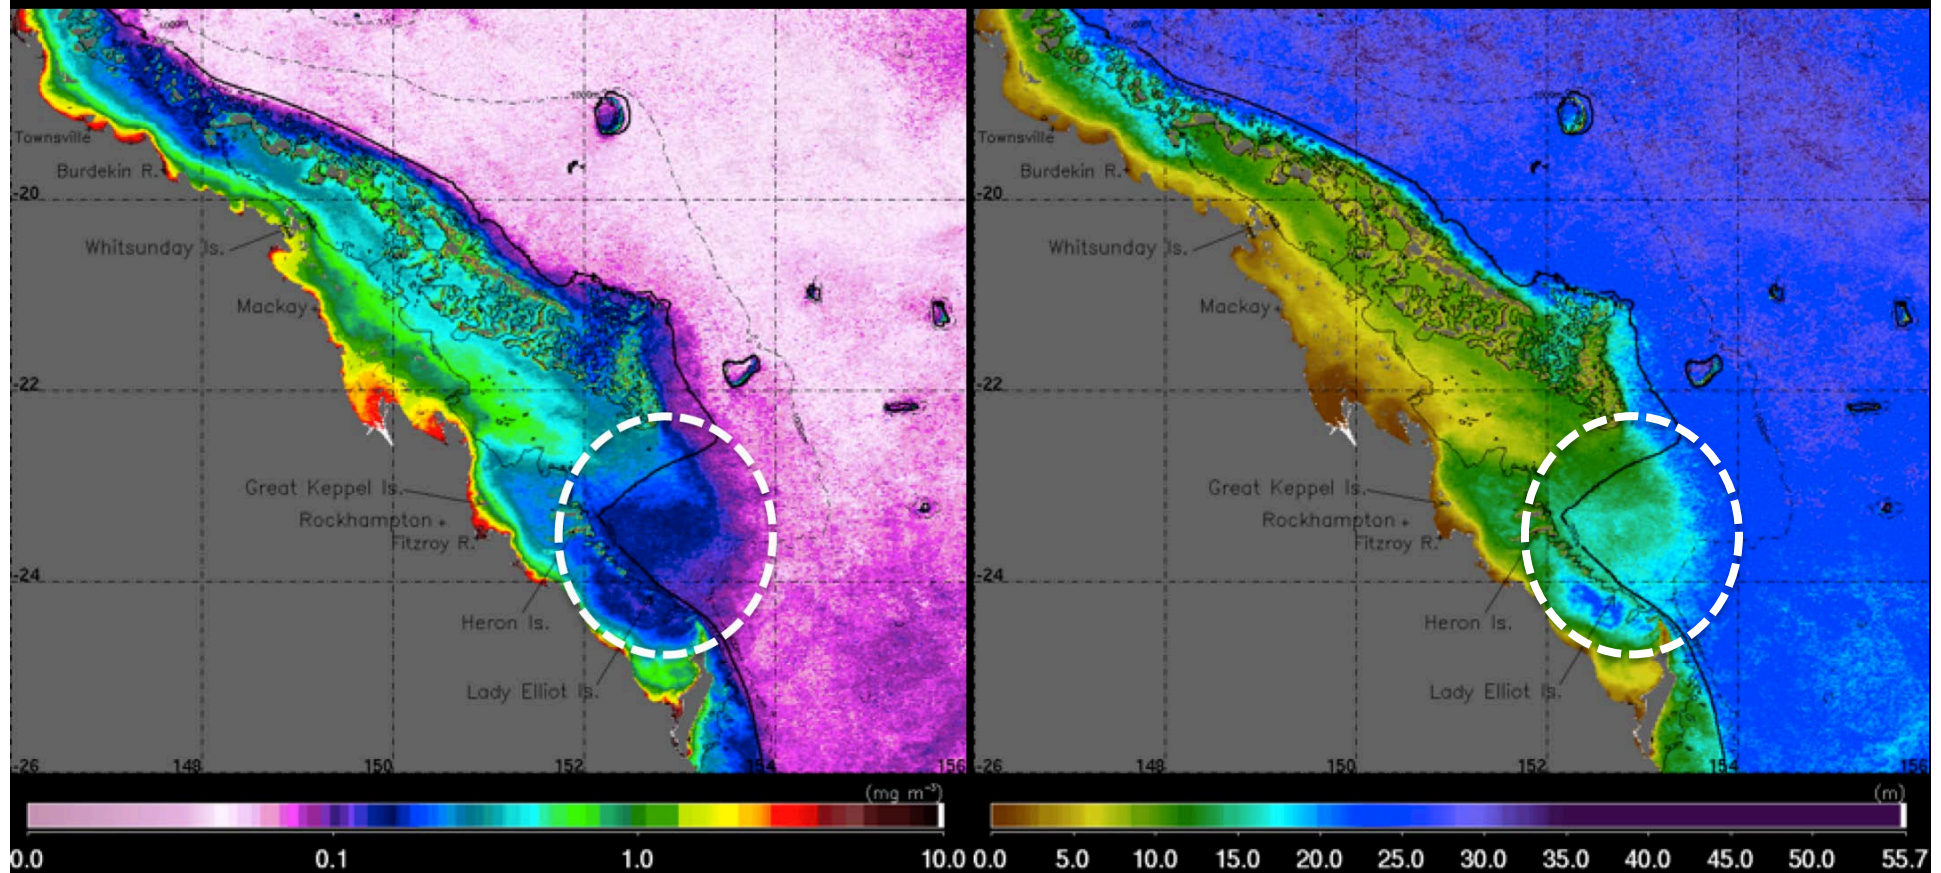 1000m
1000m
Townsville
Burdekin R.
-20
Whitsunday Is.
Mackay
-22
Great Keppel Is.
Rockhampton
Fitzroy R.
-24
Heron Is.
Lady Elliot Is.
-26
148
150
152
154
156
(mg m⁻³)
0.0
0.1
1.0
10.0
1000m
1000m
Townsville
Burdekin R.
-20
Whitsunday Is.
Mackay
-22
Great Keppel Is.
Rockhampton
Fitzroy R.
-24
Heron Is.
Lady Elliot Is.
-26
148
150
152
154
156
(m)
0.0 5.0 10.0 15.0 20.0 25.0 30.0 35.0 40.0 45.0 50.0 55.7